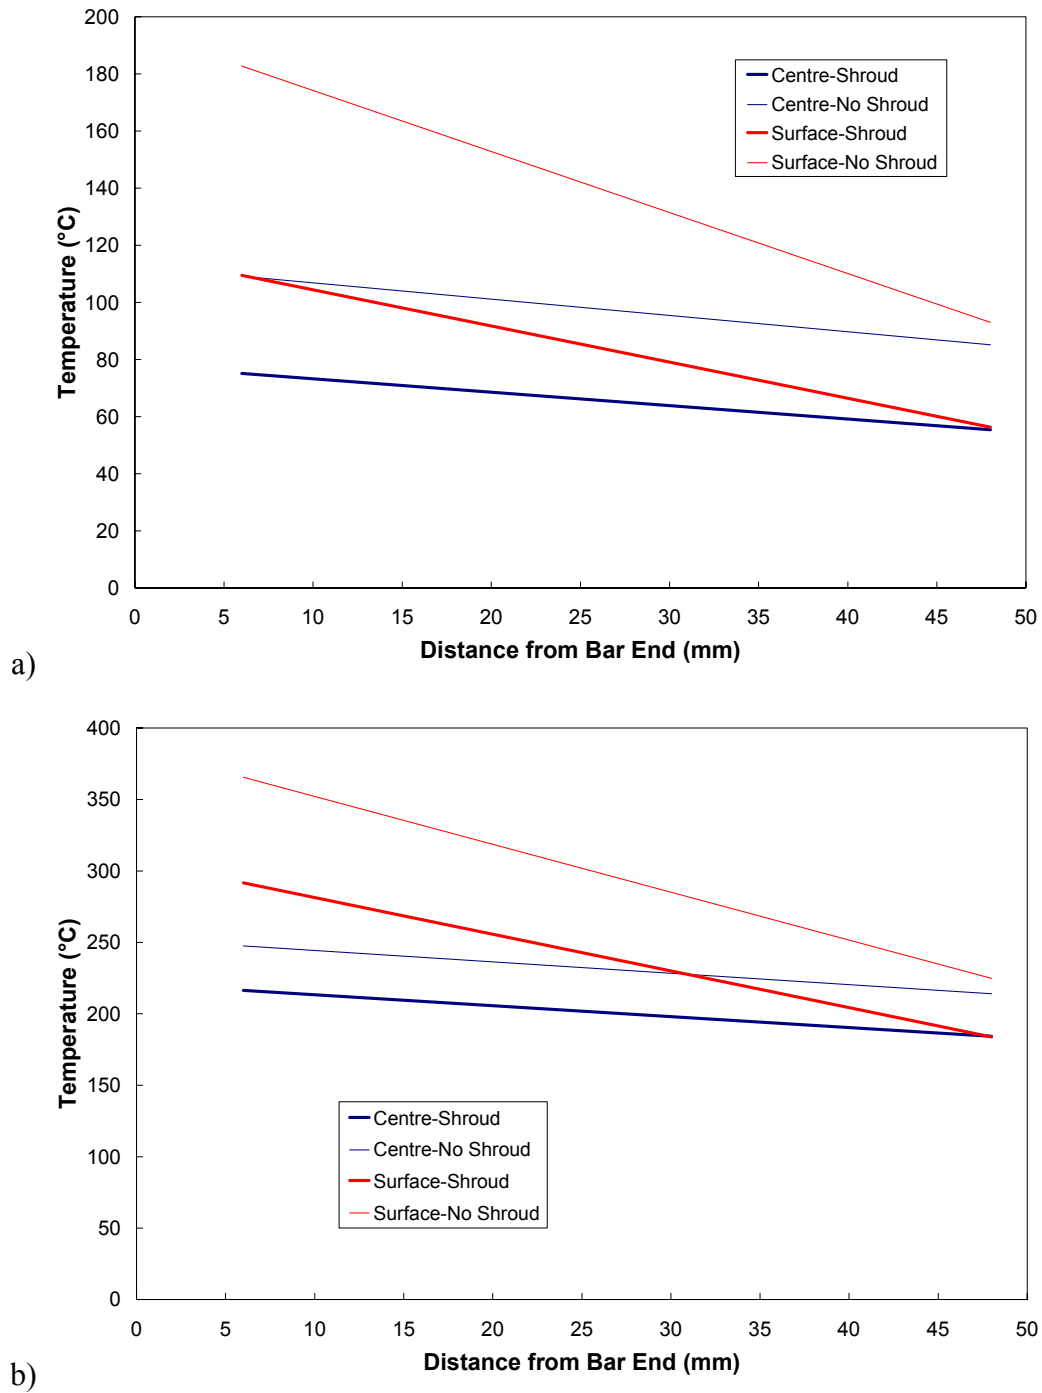 200
180
160
140
120
100
80
60
40
20
0
Temperature (°C)
Centre-Shroud
Centre-No Shroud
Surface-Shroud
Surface-No Shroud
0 5 10 15 20 25 30 35 40 45 50
Distance from Bar End (mm)
a)
400
350
300
250
200
150
100
50
0
Temperature (°C)
Centre-Shroud
Centre-No Shroud
Surface-Shroud
Surface-No Shroud
0 5 10 15 20 25 30 35 40 45 50
Distance from Bar End (mm)
b)